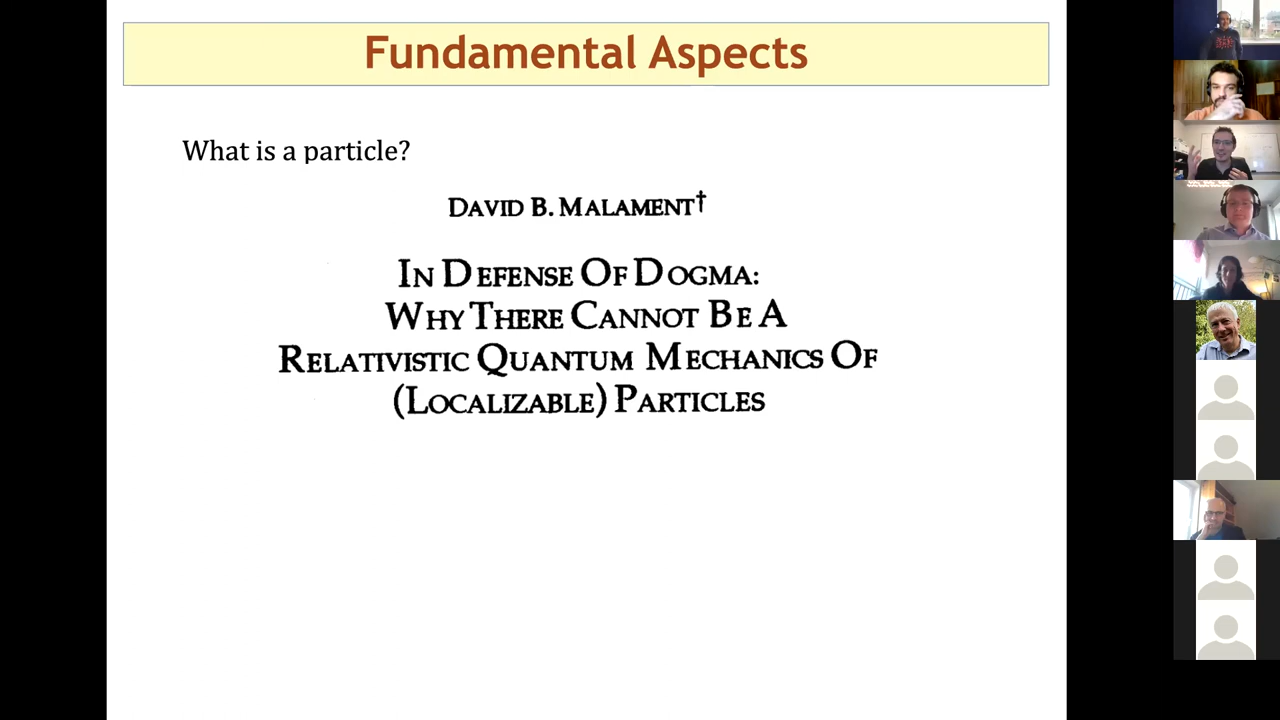 Fundamental Aspects
What is a particle?
DAVID B. MALAMENT†
IN DEFENSE OF DOGMA:
WHY THERE CANNOT BE A
RELATIVISTIC QUANTUM MECHANICS OF
(LOCALIZABLE) PARTICLES